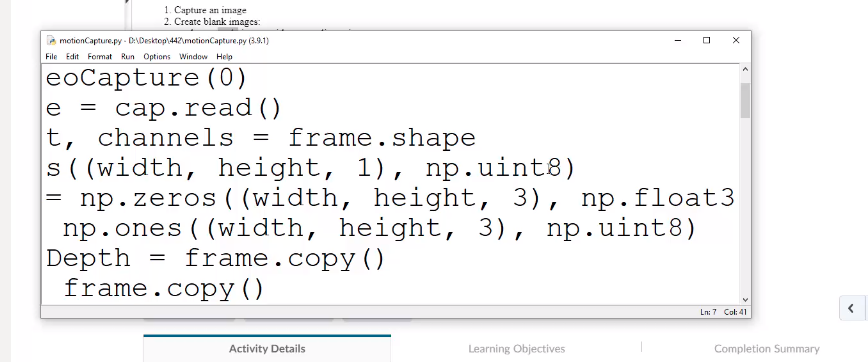 1. Capture an image
2. Create blank images:
motionCapture.py - D:\Desktop\442\motionCapture.py (3.9.1)
File Edit Format Run Options Window Help
eoCapture(0)
e = cap.read()
t, channels = frame.shape
s((width, height, 1), np.uint8)
= np.zeros((width, height, 3), np.float3
np.ones((width, height, 3), np.uint8)
Depth = frame.copy()
frame.copy()
Ln: 7 Col: 41
Activity Details Learning Objectives Completion Summary